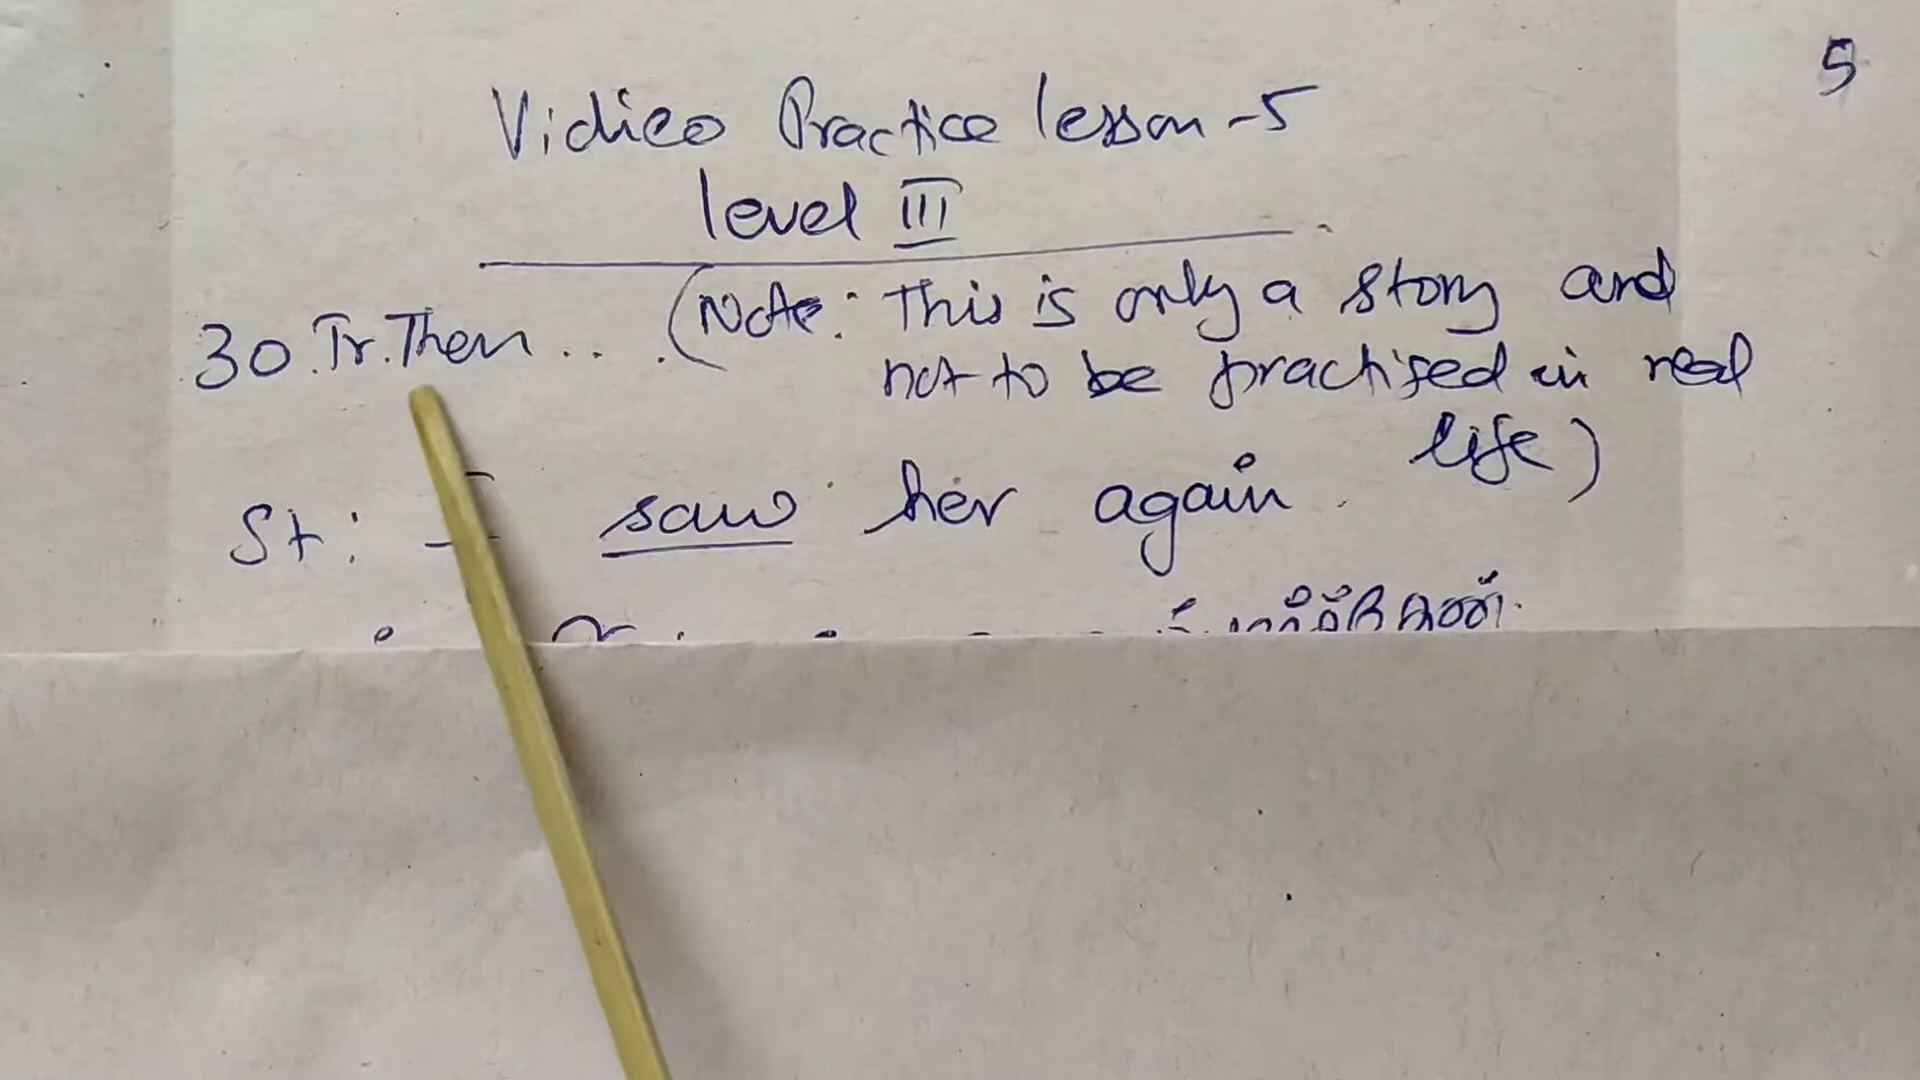 5
Vidieo Practice lesson-5
level III
30.Tr.Then... (Note: This is only a story and
not to be practised in real
life)
St: I saw her again.